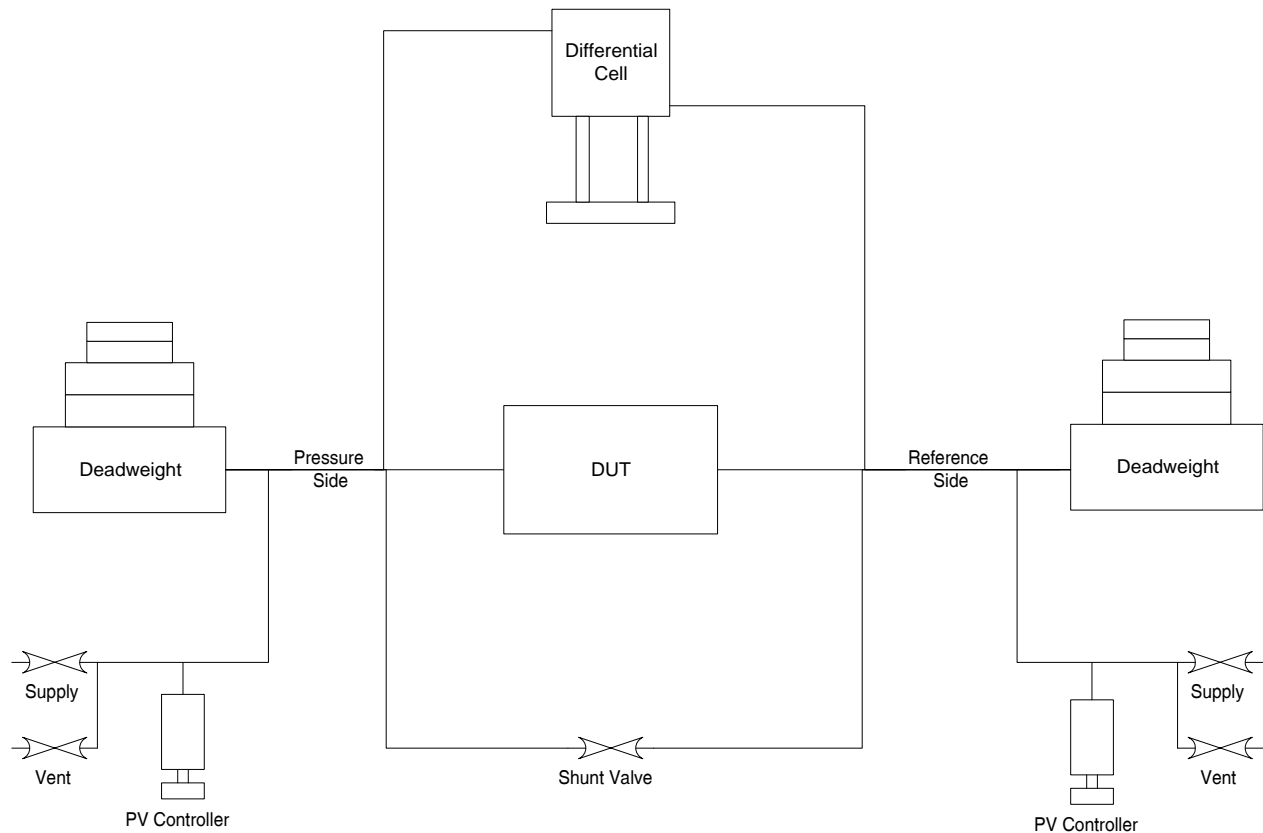 Differential
Cell
Deadweight
Pressure
Side
DUT
Reference
Side
Deadweight
Supply
Vent
PV Controller
Shunt Valve
Supply
Vent
PV Controller